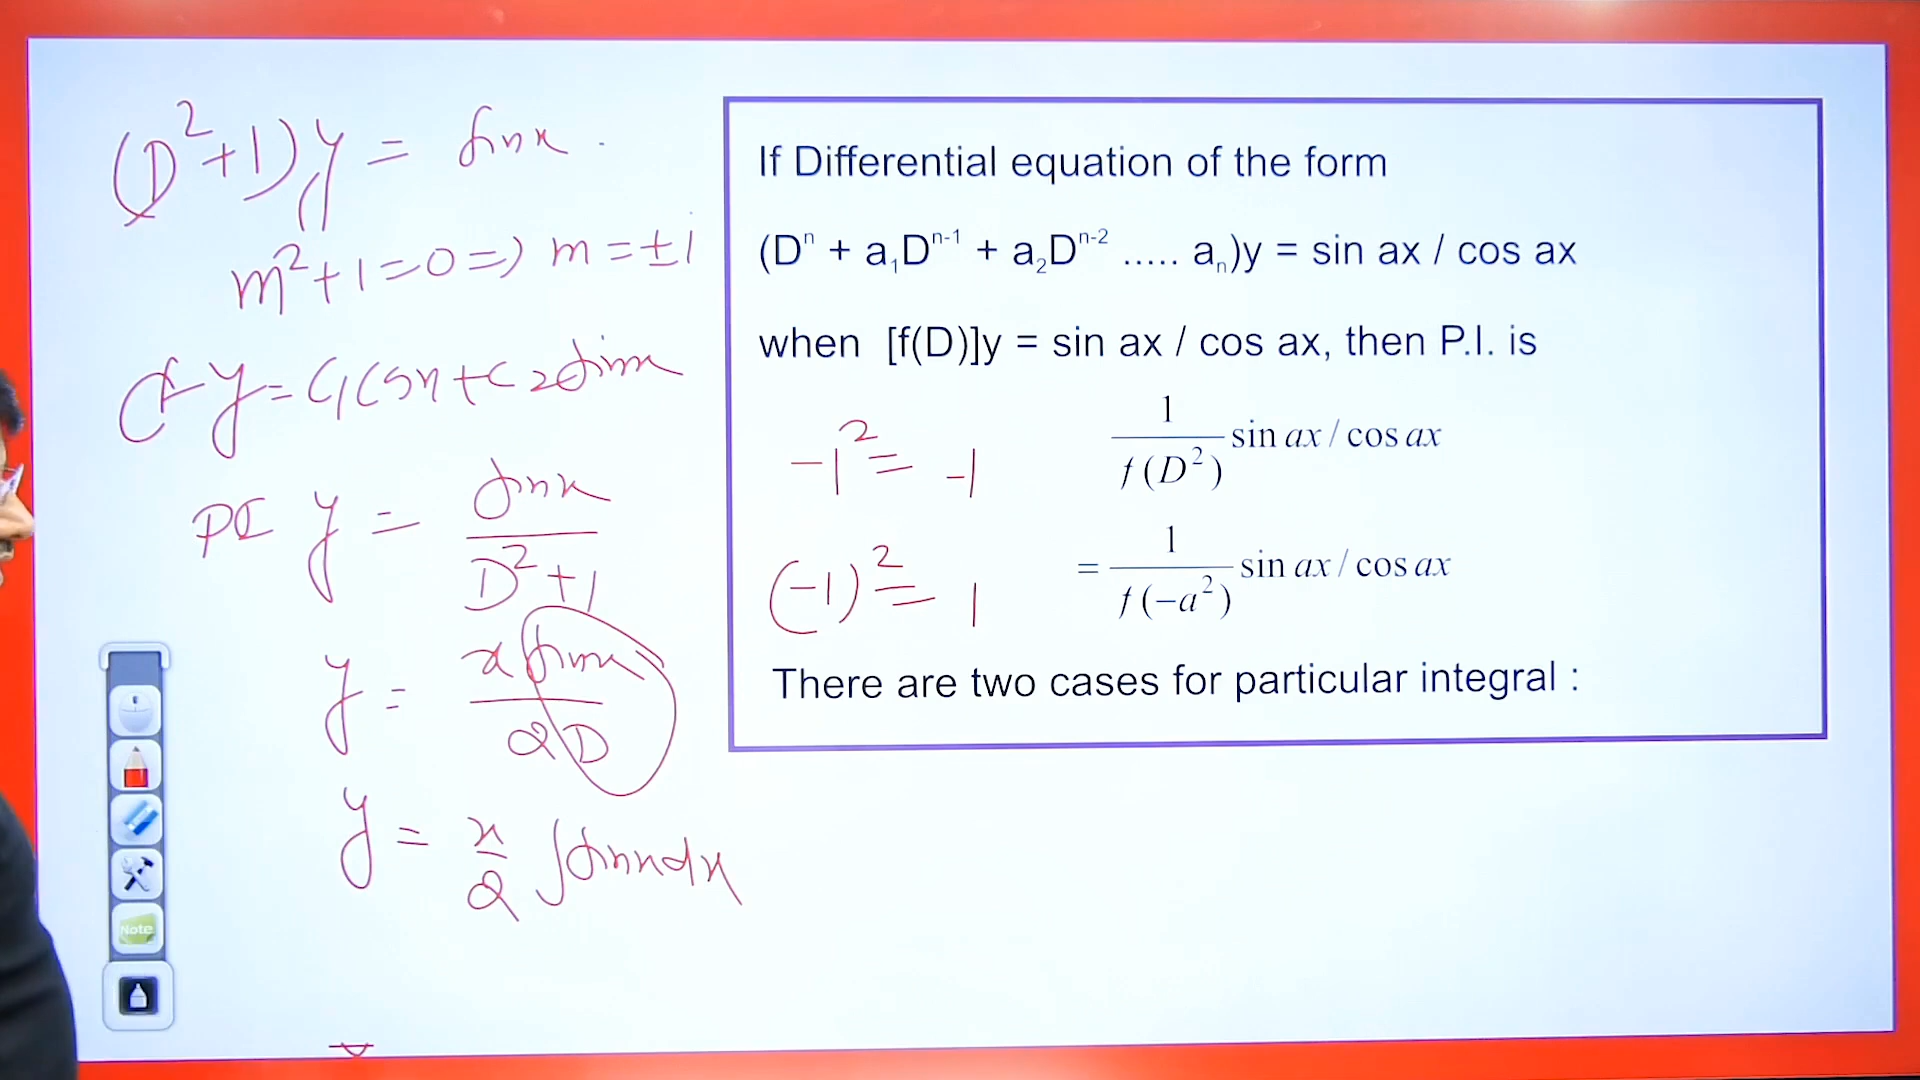 (D²+1)y = sinx.
m²+1=0=) m = ±i
CF y = C₁cosx+C₂sinx
PI y = sinx / D²+1
y = x sinx / 2D
y = x/2 ∫sinxdx
If Differential equation of the form
(Dⁿ + a₁Dⁿ⁻¹ + a₂Dⁿ⁻² ..... aₙ)y = sin ax / cos ax
when [f(D)]y = sin ax / cos ax, then P.I. is
-1² = -1
1 / f(D²) sin ax / cos ax
(-1)² = 1
= 1 / f(−a²) sin ax / cos ax
There are two cases for particular integral :
Note